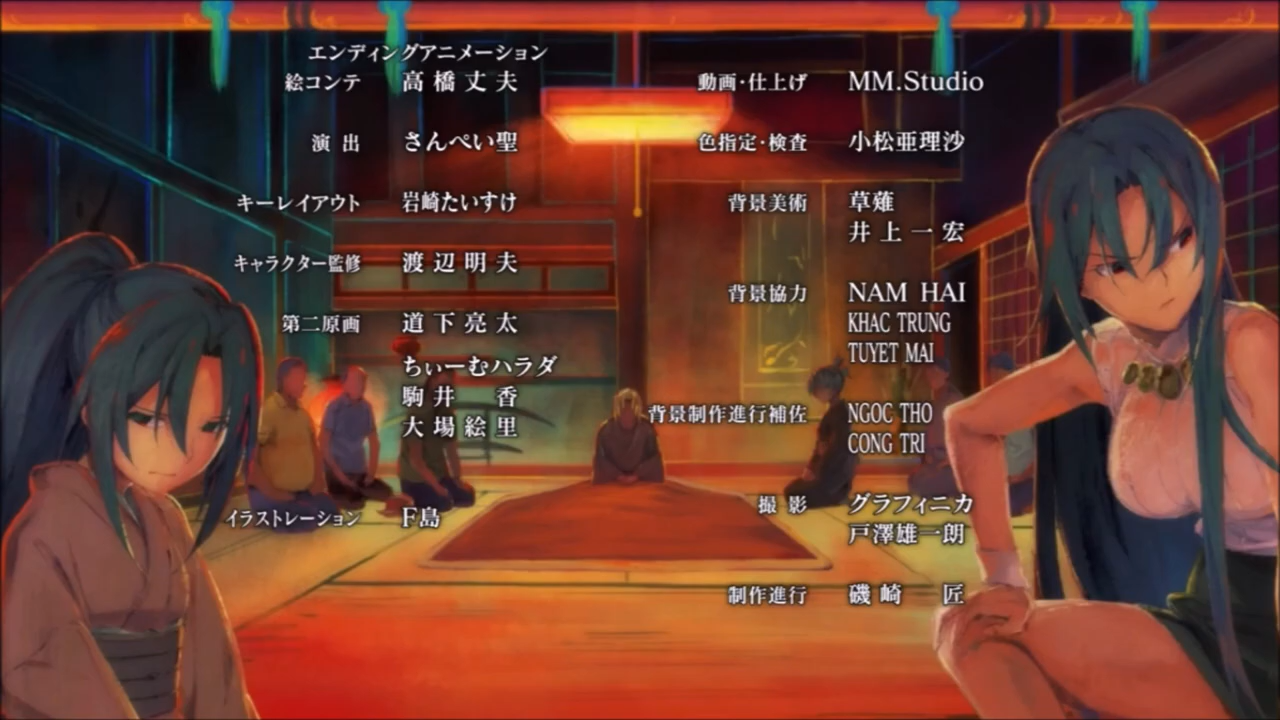 エンディングアニメーション
絵コンテ 高橋丈夫
演出 さんぺい聖
キーレイアウト 岩崎たいすけ
キャラクター監修 渡辺明夫
第二原画 道下亮太
ちぃーむハラダ
駒井 香
大場絵里
イラストレーション F島
動画・仕上げ MM.Studio
色指定・検査 小松亜理沙
背景美術 草薙
井上一宏
背景協力 NAM HAI
KHAC TRUNG
TUYET MAI
背景制作進行補佐 NGOC THO
CONG TRI
撮影 グラフィニカ
戸澤雄一朗
制作進行 磯崎 匠